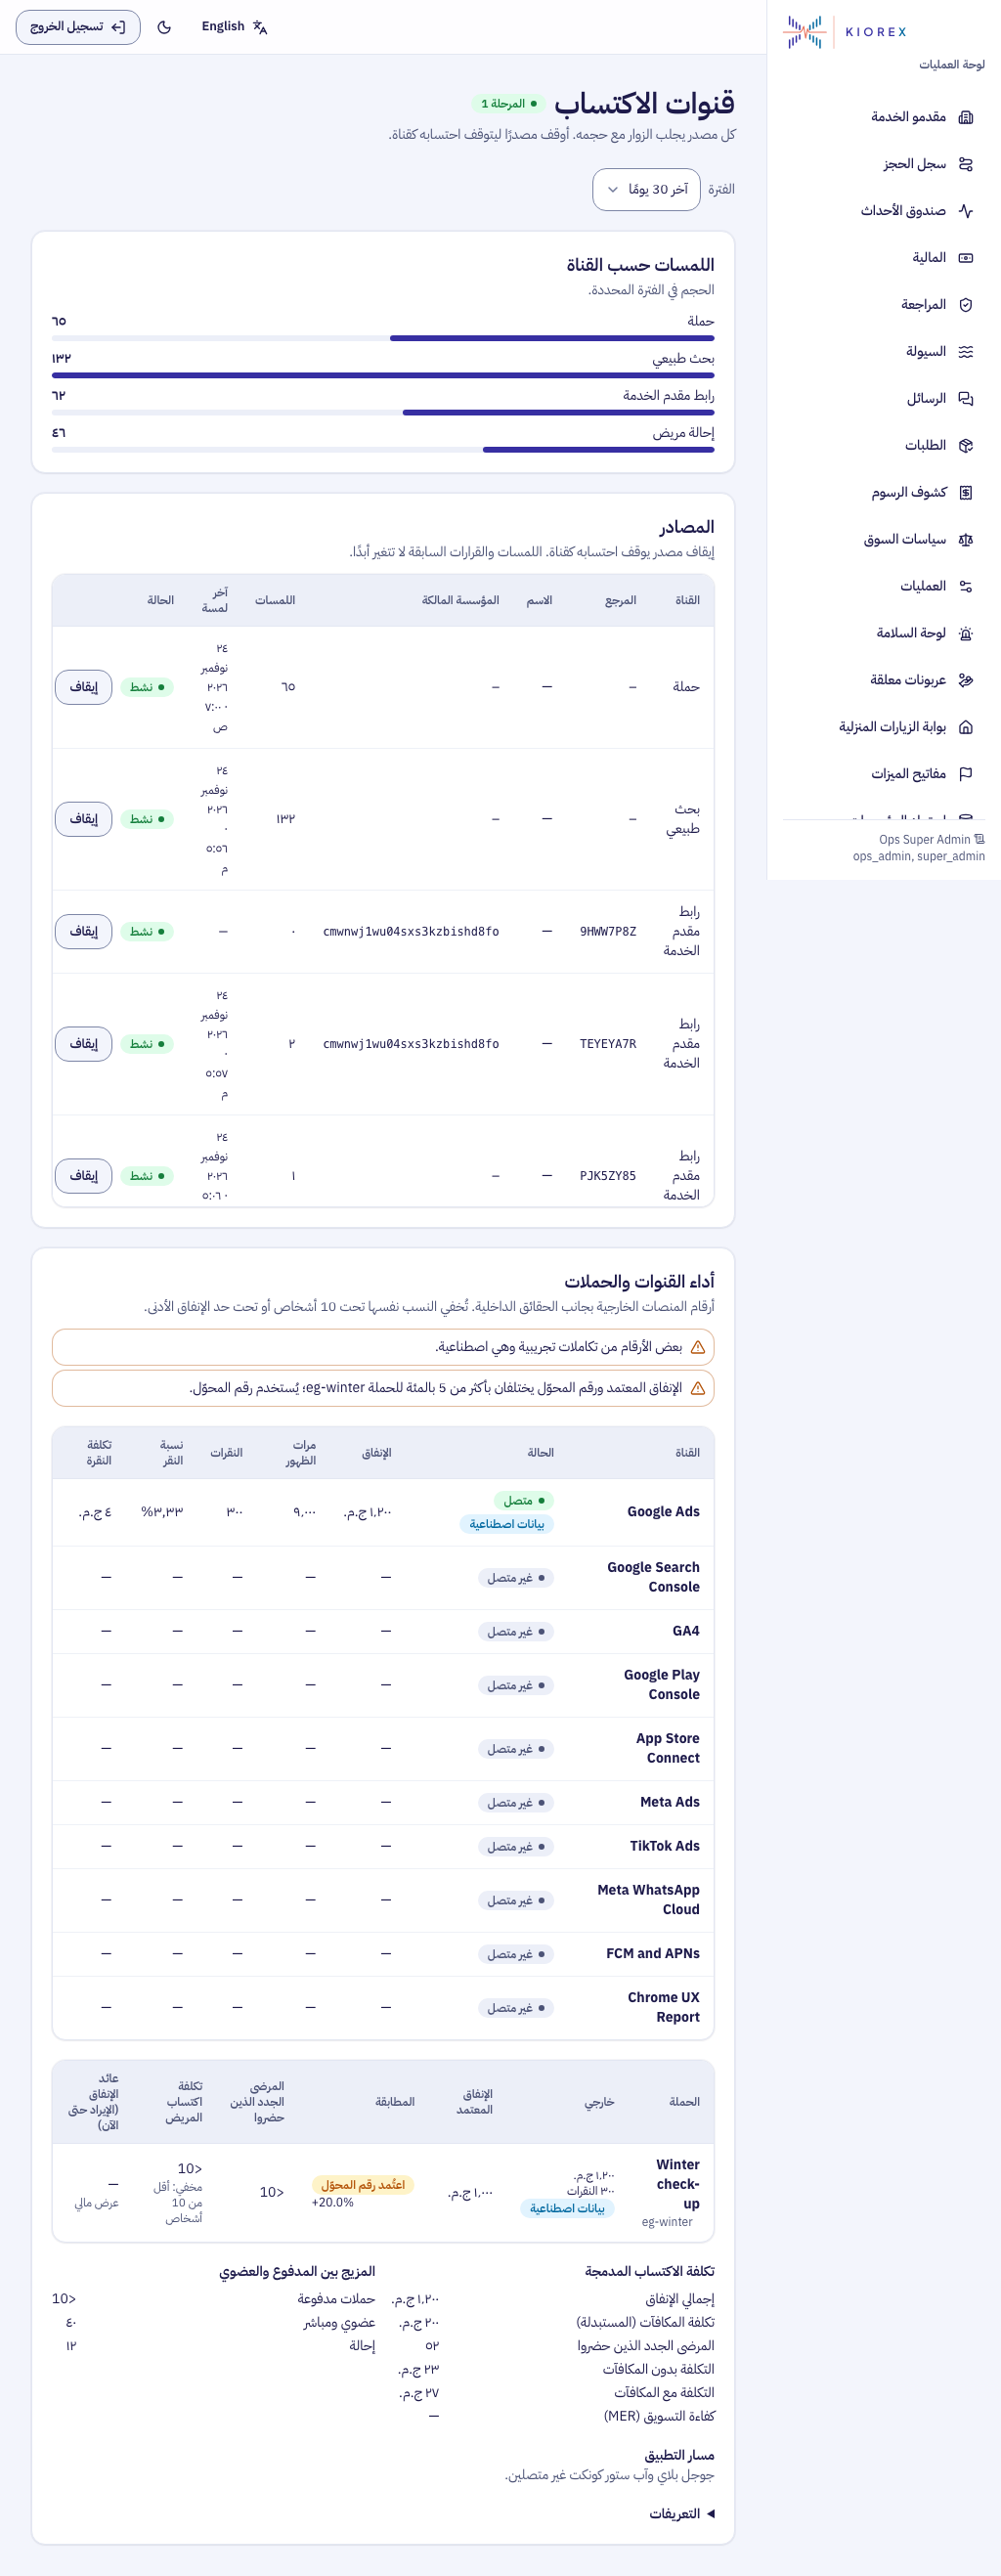 KIOREX
لوحة العمليات
مقدمو الخدمة
سجل الحجز
صندوق الأحداث
المالية
المراجعة
السيولة
الرسائل
الطلبات
كشوف الرسوم
سياسات السوق
العمليات
لوحة السلامة
عربونات معلقة
بوابة الزيارات المنزلية
مفاتيح الميزات
Ops Super Admin
ops_admin, super_admin
English
تسجيل الخروج
قنوات الاكتساب
المرحلة 1
كل مصدر يجلب الزوار مع حجمه. أوقف مصدرًا ليتوقف احتسابه كقناة.
الفترة
آخر 30 يومًا
اللمسات حسب القناة
الحجم في الفترة المحددة.
حملة ٦٥
بحث طبيعي ١٣٢
رابط مقدم الخدمة ٦٢
إحالة مريض ٤٦
المصادر
إيقاف مصدر يوقف احتسابه كقناة. اللمسات والقرارات السابقة لا تتغير أبدًا.
القناة المرجع الاسم المؤسسة المالكة اللمسات آخر لمسة الحالة
حملة – — – ٦٥ ٢٤ نوفمبر ٢٠٢٦ ٧:٠٠ ص نشط إيقاف
بحث طبيعي – — – ١٣٢ ٢٤ نوفمبر ٢٠٢٦ ٥:٥٦ م نشط إيقاف
رابط مقدم الخدمة 9HWW7P8Z — cmwnwj1wu04sxs3kzbishd8fo ٠ – نشط إيقاف
رابط مقدم الخدمة TEYEYA7R — cmwnwj1wu04sxs3kzbishd8fo ٢ ٢٤ نوفمبر ٢٠٢٦ ٥:٥٧ م نشط إيقاف
رابط مقدم الخدمة PJK5ZY85 — – ١ ٢٤ نوفمبر ٢٠٢٦ ٥:٠٦ نشط إيقاف
أداء القنوات والحملات
أرقام المنصات الخارجية بجانب الحقائق الداخلية. تُخفي النسب نفسها تحت 10 أشخاص أو تحت حد الإنفاق الأدنى.
بعض الأرقام من تكاملات تجريبية وهي اصطناعية.
الإنفاق المعتمد ورقم المحوّل يختلفان بأكثر من 5 بالمئة للحملة eg-winter؛ يُستخدم رقم المحوّل.
القناة الحالة الإنفاق مرات الظهور النقرات نسبة النقر تكلفة النقرة
Google Ads متصل بيانات اصطناعية ١٬٢٠٠ ج.م. ٩٬٠٠٠ ٣٠٠ ٣٫٣٣% ٤ ج.م.
Google Search Console غير متصل — — — — —
GA4 غير متصل — — — — —
Google Play Console غير متصل — — — — —
App Store Connect غير متصل — — — — —
Meta Ads غير متصل — — — — —
TikTok Ads غير متصل — — — — —
Meta WhatsApp Cloud غير متصل — — — — —
FCM and APNs غير متصل — — — — —
Chrome UX Report غير متصل — — — — —
الحملة خارجي الإنفاق المعتمد المطابقة المرضى الجدد الذين حضروا تكلفة اكتساب المريض عائد الإنفاق (الإيراد حتى الآن)
Winter check-up eg-winter ١٬٢٠٠ ج.م. ٣٠٠ النقرات بيانات اصطناعية ١٬٠٠٠ ج.م. اعتُمد رقم المحوّل +20.0% <10 <10 مخفي: أقل من 10 أشخاص — عرض مالي
تكلفة الاكتساب المدمجة
إجمالي الإنفاق ١٬٢٠٠ ج.م.
تكلفة المكافآت (المستبدلة) ٢٠٠ ج.م.
المرضى الجدد الذين حضروا ٥٢
التكلفة بدون المكافآت ٢٣ ج.م.
التكلفة مع المكافآت ٢٧ ج.م.
كفاءة التسويق (MER) —
المزيج بين المدفوع والعضوي
حملات مدفوعة <10
عضوي ومباشر ٤٠
إحالة ١٢
مسار التطبيق
جوجل بلاي وآب ستور كونكت غير متصلين.
التعريفات